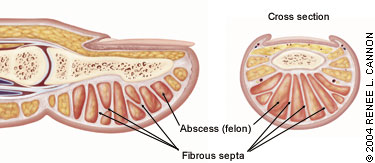 Cross section
Abscess (felon)
Fibrous septa
© 2004 RENEE L. CANNON